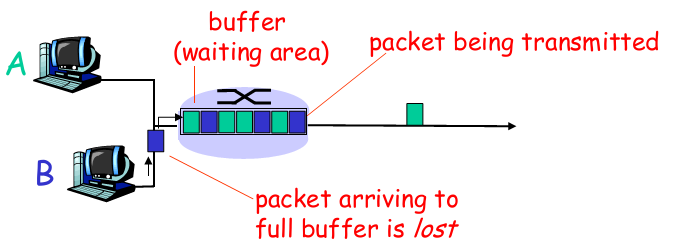 buffer
(waiting area)
packet being transmitted
A
B
packet arriving to
full buffer is lost